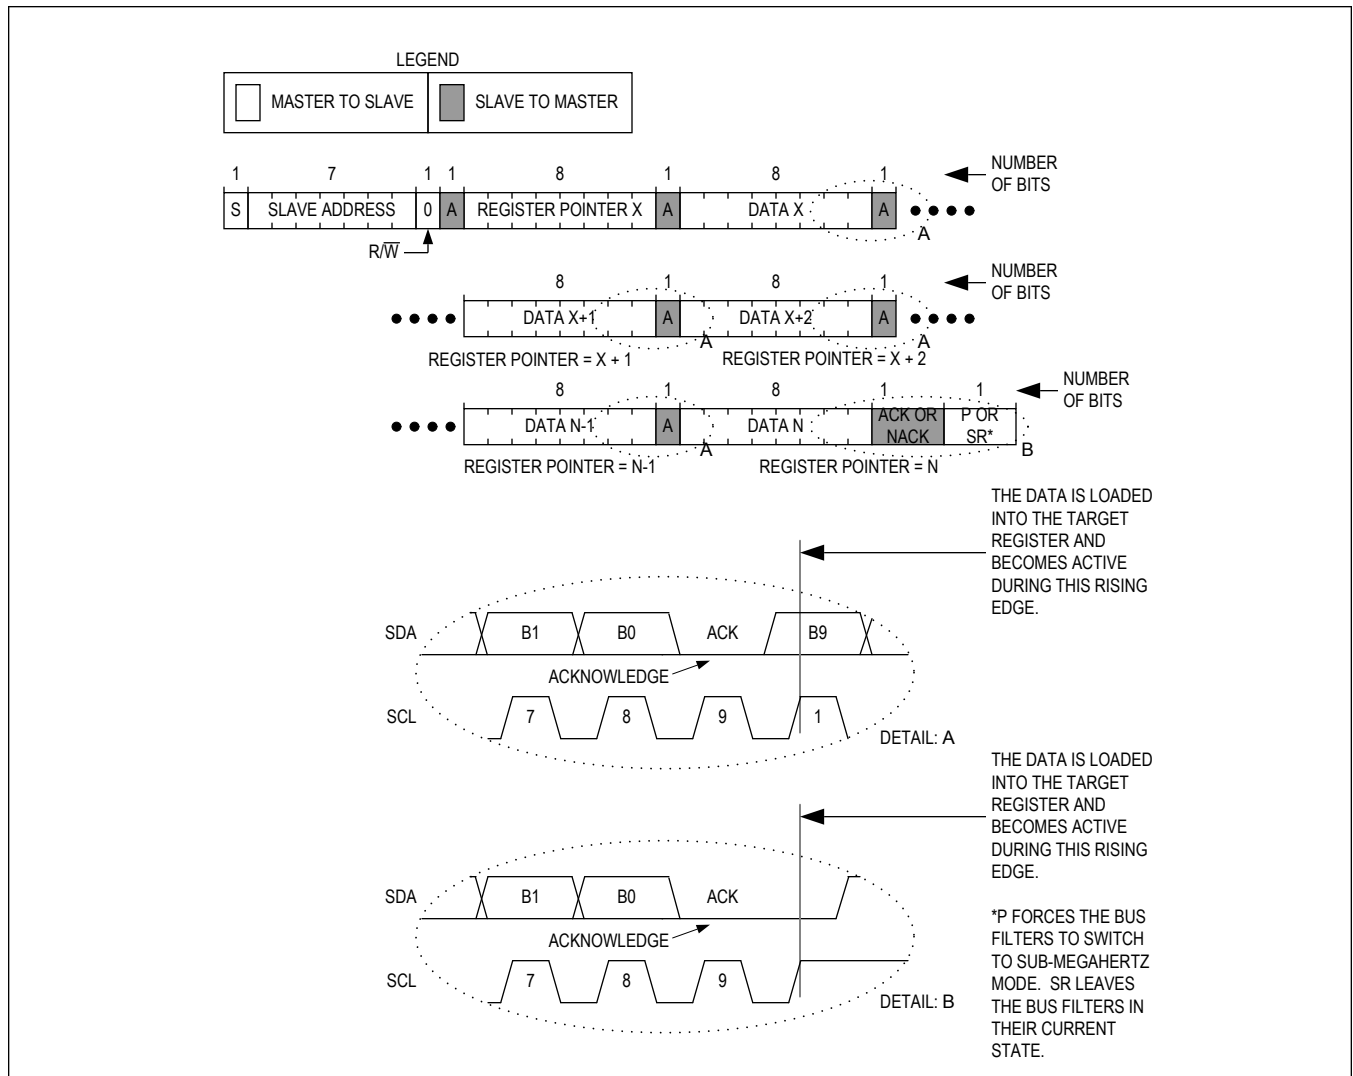 LEGEND
MASTER TO SLAVE
SLAVE TO MASTER
1 7 1 1 8 1 8 1
NUMBER
OF BITS
S SLAVE ADDRESS 0 A REGISTER POINTER X A DATA X A
A
R/W̅
8 1 8 1
NUMBER
OF BITS
DATA X+1 A DATA X+2 A
A A
REGISTER POINTER = X + 1 REGISTER POINTER = X + 2
8 1 8 1 1
NUMBER
OF BITS
DATA N-1 A DATA N ACK OR
NACK P OR
SR*
A B
REGISTER POINTER = N-1 REGISTER POINTER = N
THE DATA IS LOADED
INTO THE TARGET
REGISTER AND
BECOMES ACTIVE
DURING THIS RISING
EDGE.
SDA B1 B0 ACK B9
ACKNOWLEDGE
SCL 7 8 9 1
DETAIL: A
THE DATA IS LOADED
INTO THE TARGET
REGISTER AND
BECOMES ACTIVE
DURING THIS RISING
EDGE.
SDA B1 B0 ACK
ACKNOWLEDGE
SCL 7 8 9
DETAIL: B
*P FORCES THE BUS
FILTERS TO SWITCH
TO SUB-MEGAHERTZ
MODE. SR LEAVES
THE BUS FILTERS IN
THEIR CURRENT
STATE.